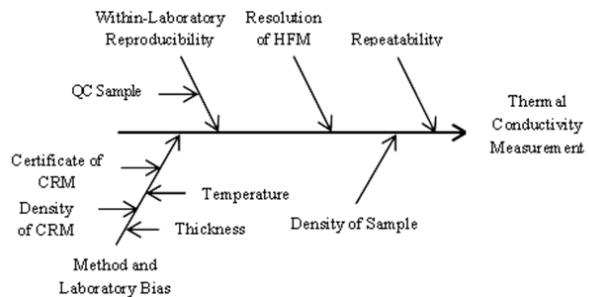 Within-Laboratory
Reproducibility
Resolution
of HFM
Repeatability
QC Sample
Thermal
Conductivity
Measurement
Certificate of
CRM
Temperature
Density
of CRM
Thickness
Density of Sample
Method and
Laboratory Bias